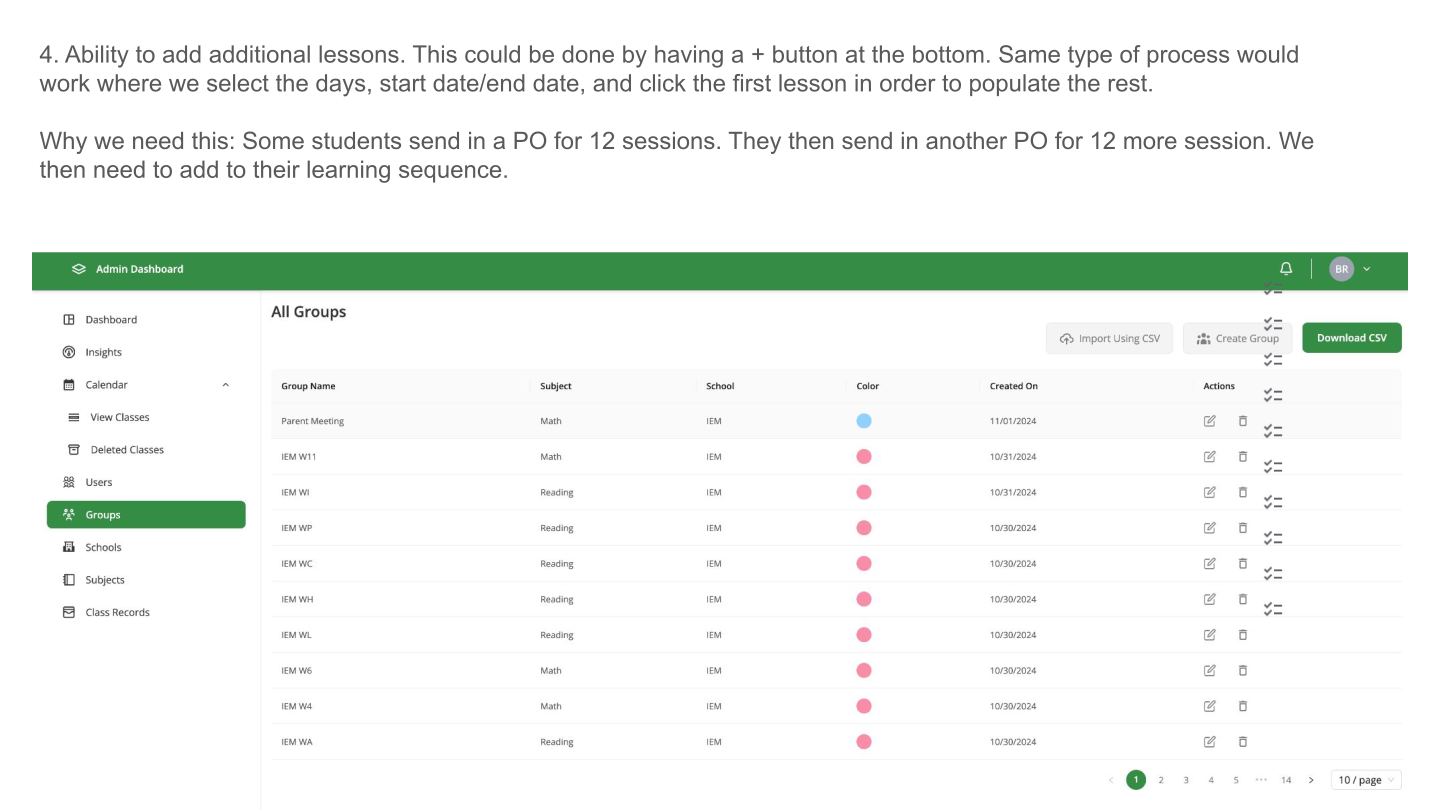 4. Ability to add additional lessons. This could be done by having a + button at the bottom. Same type of process would
work where we select the days, start date/end date, and click the first lesson in order to populate the rest.
Why we need this: Some students send in a PO for 12 sessions. They then send in another PO for 12 more session. We
then need to add to their learning sequence.
Admin Dashboard
BR
Dashboard
Insights
Calendar
View Classes
Deleted Classes
Users
Groups
Schools
Subjects
Class Records
All Groups
Import Using CSV Create Group Download CSV
Group Name Subject School Color Created On Actions
Parent Meeting Math IEM 11/01/2024
IEM W11 Math IEM 10/31/2024
IEM WI Reading IEM 10/31/2024
IEM WP Reading IEM 10/30/2024
IEM WC Reading IEM 10/30/2024
IEM WH Reading IEM 10/30/2024
IEM WL Reading IEM 10/30/2024
IEM W6 Math IEM 10/30/2024
IEM W4 Math IEM 10/30/2024
IEM WA Reading IEM 10/30/2024
< 1 2 3 4 5 ••• 14 > 10 / page